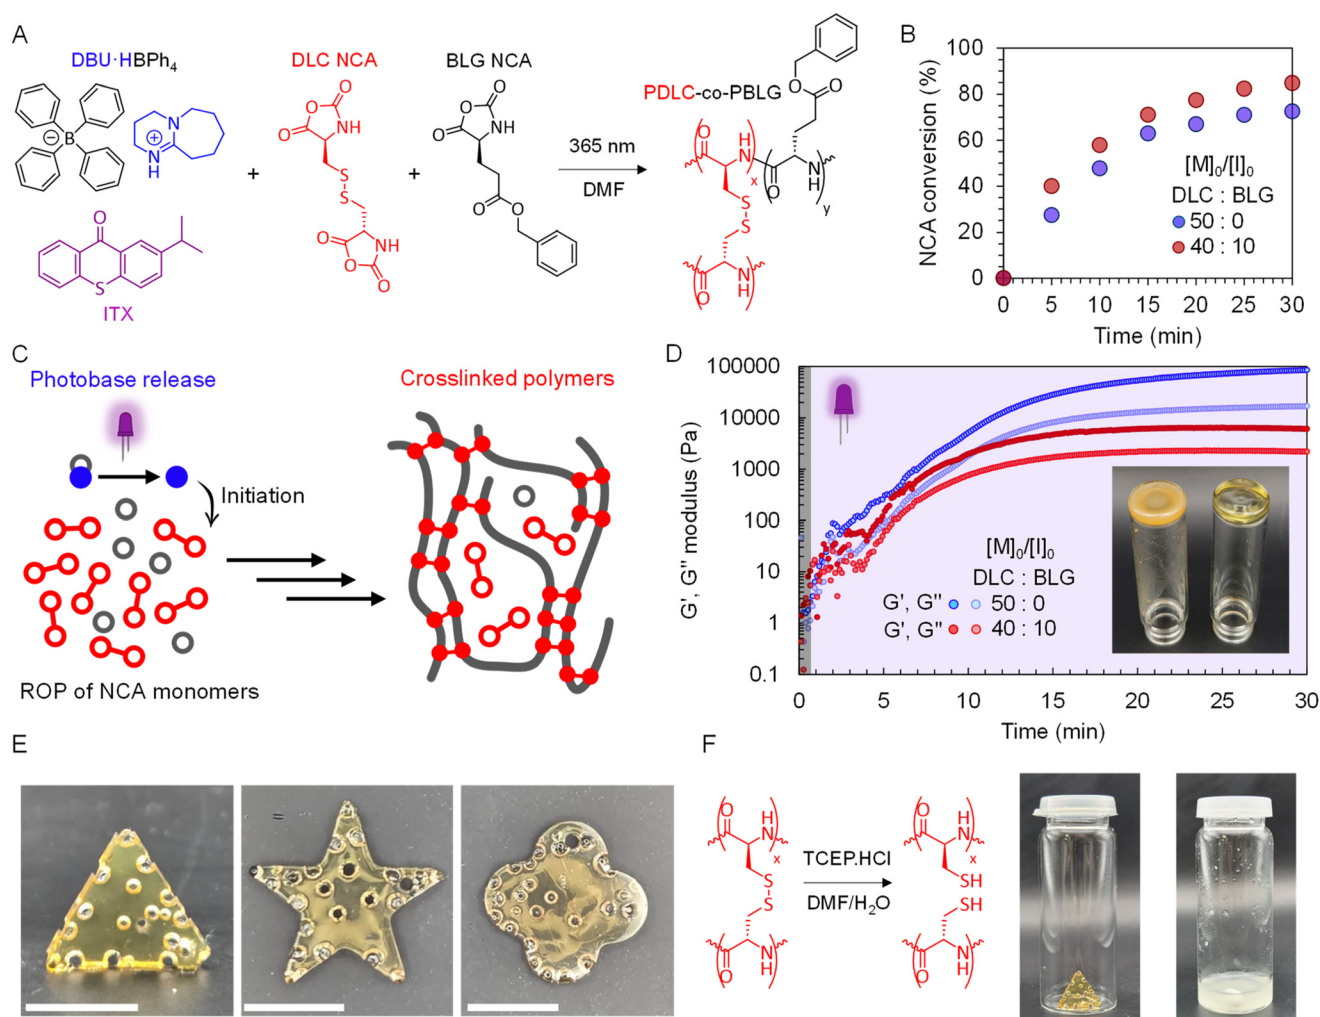 A
DBU·HBPh4
B
N
+
N
H
O
S
ITX
+
DLC NCA
O
O
O
NH
S
S
O
NH
O
O
+
BLG NCA
O
O
O
NH
O
O
365 nm
DMF
PDLC-co-PBLG
O
O
H
N
x
O
O
N
H
y
S
S
O
N
H
B
NCA conversion (%)
100
80
60
40
20
0
0 5 10 15 20 25 30
Time (min)
[M]0/[I]0
DLC : BLG
50 : 0
40 : 10
C
Photobase release
Initiation
ROP of NCA monomers
Crosslinked polymers
D
G', G" modulus (Pa)
100000
10000
1000
100
10
1
0.1
0 5 10 15 20 25 30
Time (min)
[M]0/[I]0
DLC : BLG
G', G" 50 : 0
G', G" 40 : 10
E
F
O
H
N
x
S
S
O
N
H
TCEP.HCl
DMF/H2O
O
H
N
x
SH
SH
O
N
H